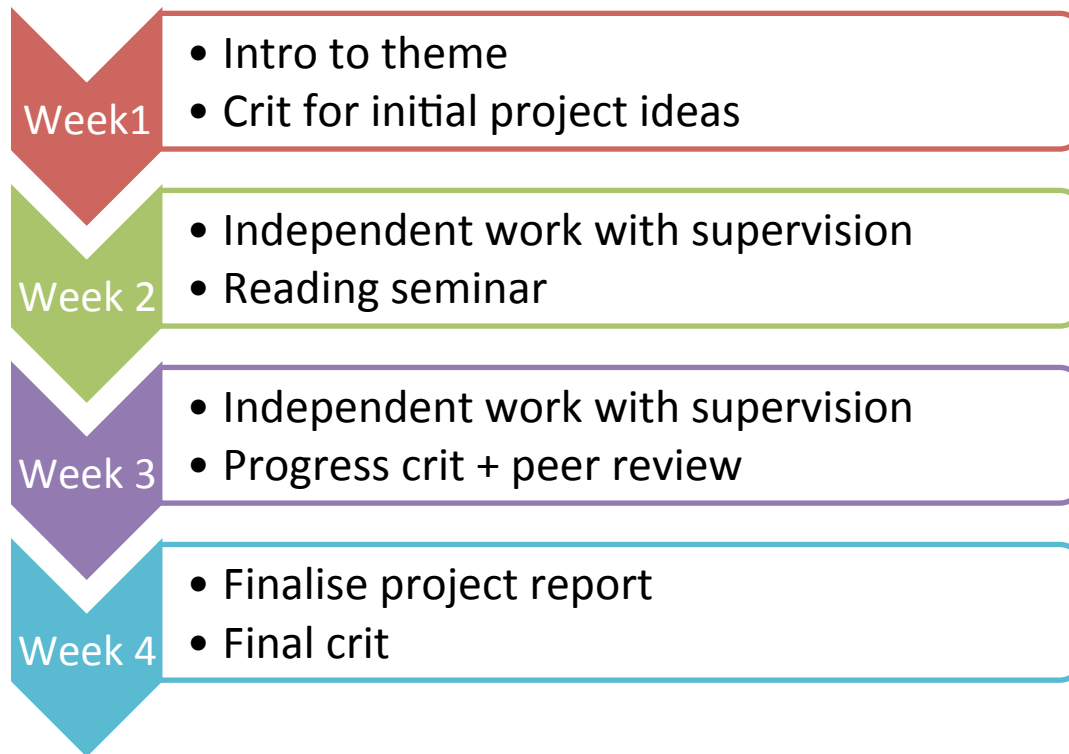 Week1
• Intro to theme
• Crit for initial project ideas
Week 2
• Independent work with supervision
• Reading seminar
Week 3
• Independent work with supervision
• Progress crit + peer review
Week 4
• Finalise project report
• Final crit